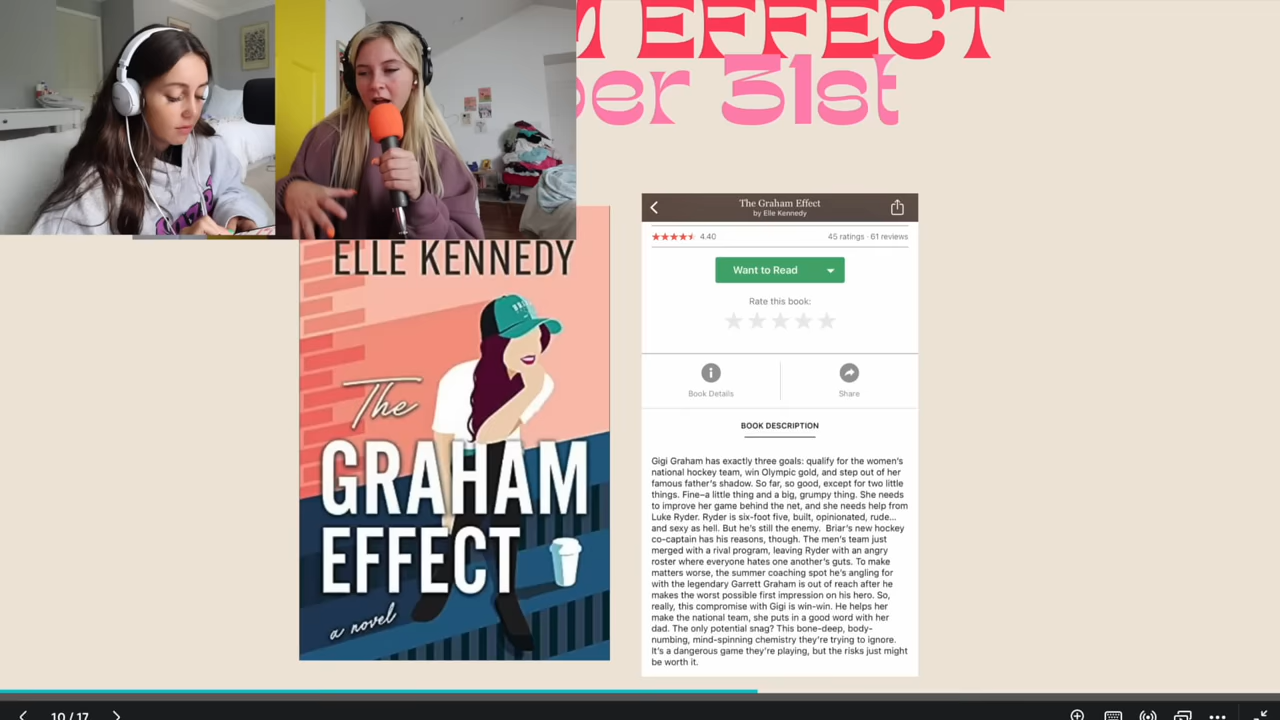 EFFECT
31st
ELLE KENNEDY
The
GRAHAM
EFFECT
a novel
The Graham Effect
by Elle Kennedy
4.40
45 ratings · 61 reviews
Want to Read
Rate this book:
Book Details
Share
BOOK DESCRIPTION
Gigi Graham has exactly three goals: qualify for the women's
national hockey team, win Olympic gold, and step out of her
famous father's shadow. So far, so good, except for two little
things. Fine–a little thing and a big, grumpy thing. She needs
to improve her game behind the net, and she needs help from
Luke Ryder. Ryder is six-foot five, built, opinionated, rude...
and sexy as hell. But he's still the enemy. Briar's new hockey
co-captain has his reasons, though. The men's team just
merged with a rival program, leaving Ryder with an angry
roster where everyone hates one another's guts. To make
matters worse, the summer coaching spot he's angling for
with the legendary Garrett Graham is out of reach after he
makes the worst possible first impression on his hero. So,
really, this compromise with Gigi is win-win. He helps her
make the national team, she puts in a good word with her
dad. The only potential snag? This bone-deep, body-
numbing, mind-spinning chemistry they're trying to ignore.
It's a dangerous game they're playing, but the risks just might
be worth it.
10 / 17